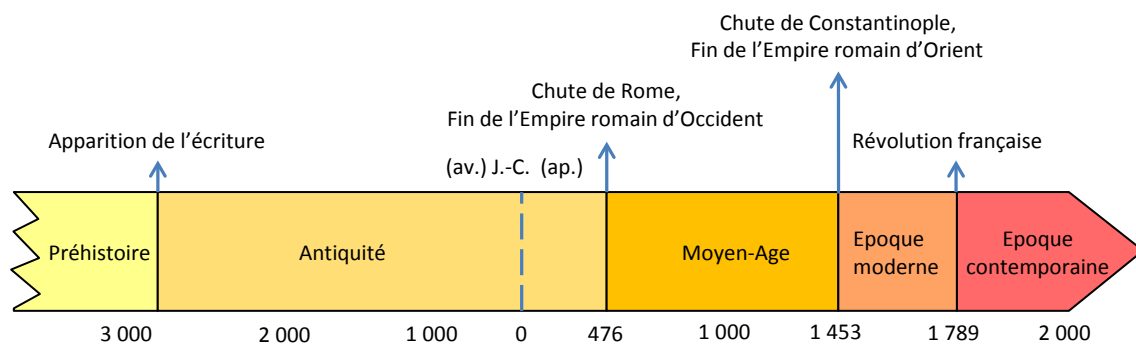 Chute de Constantinople,
Fin de l'Empire romain d'Orient
Chute de Rome,
Fin de l'Empire romain d'Occident
Apparition de l'écriture
Révolution française
(av.) J.-C. (ap.)
Préhistoire
Antiquité
Moyen-Age
Epoque
moderne
Epoque
contemporaine
3 000 2 000 1 000 0 476 1 000 1 453 1 789 2 000